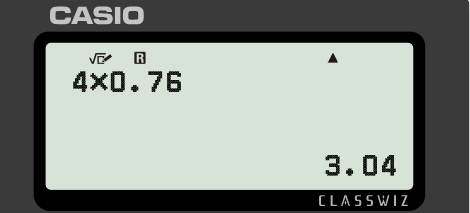 CASIO
√▭ R ▲
4×0.76
3.04
CLASSWIZ